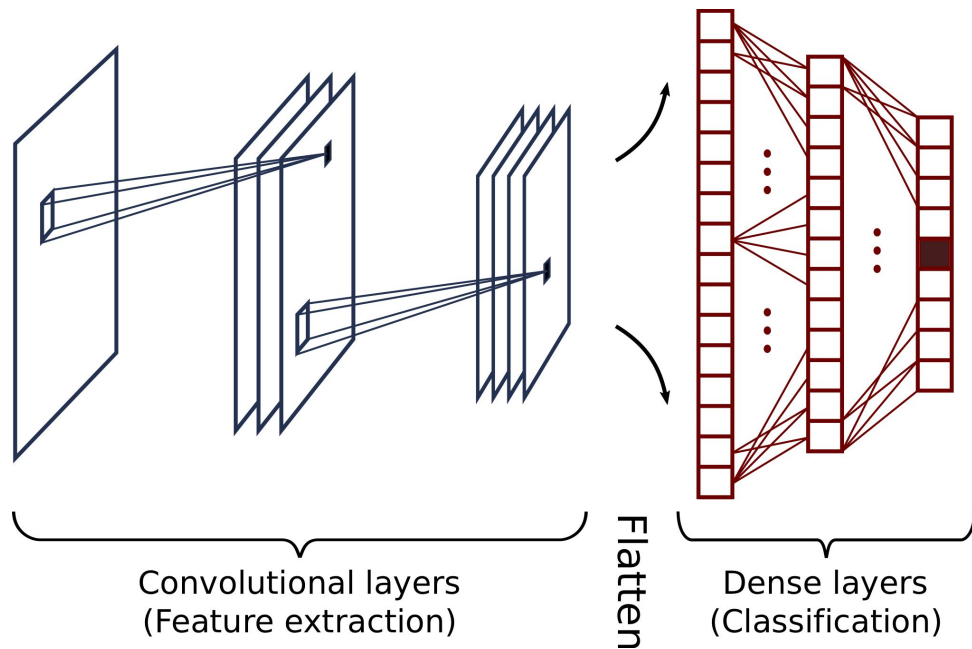 Convolutional layers
(Feature extraction)
Flatten
Dense layers
(Classification)